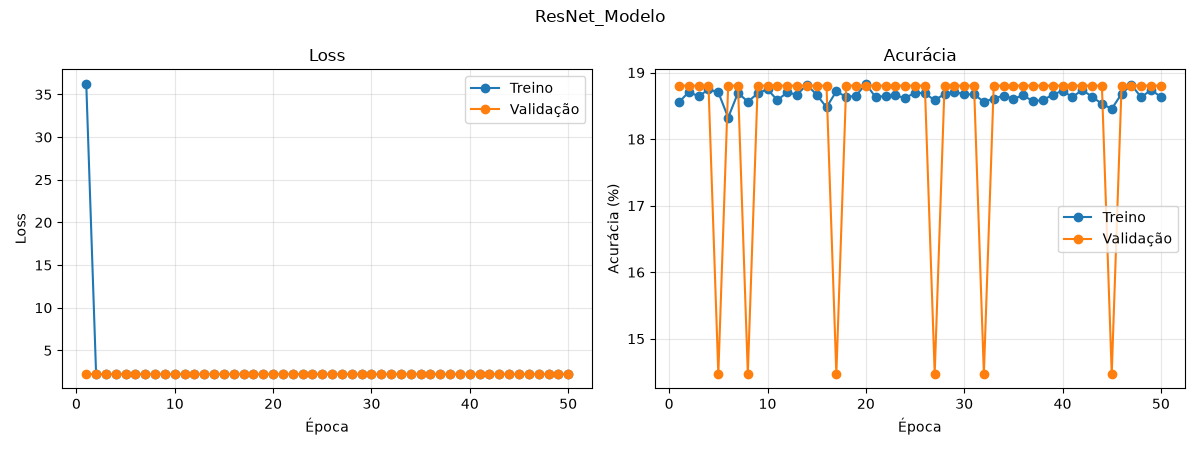 ResNet_Modelo
Loss
Treino
Validação
35
30
25
20
15
10
5
Loss
0
10
20
30
40
50
Época
Acurácia
19
18
17
16
15
Acurácia (%)
Treino
Validação
0
10
20
30
40
50
Época